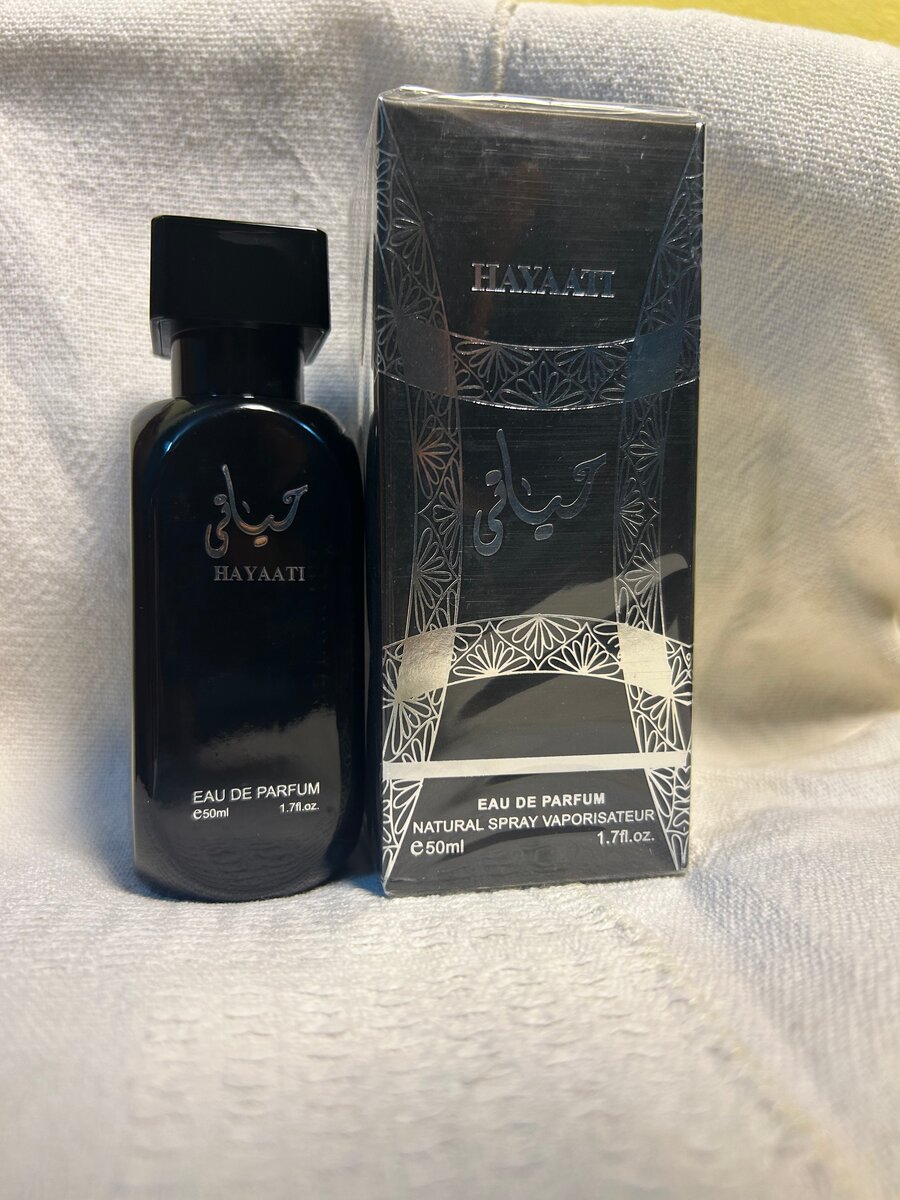 حياتي
HAYAATI
EAU DE PARFUM
℮50ml 1.7fl.oz.
HAYAATI
حياتي
EAU DE PARFUM
NATURAL SPRAY VAPORISATEUR
℮50ml 1.7fl.oz.